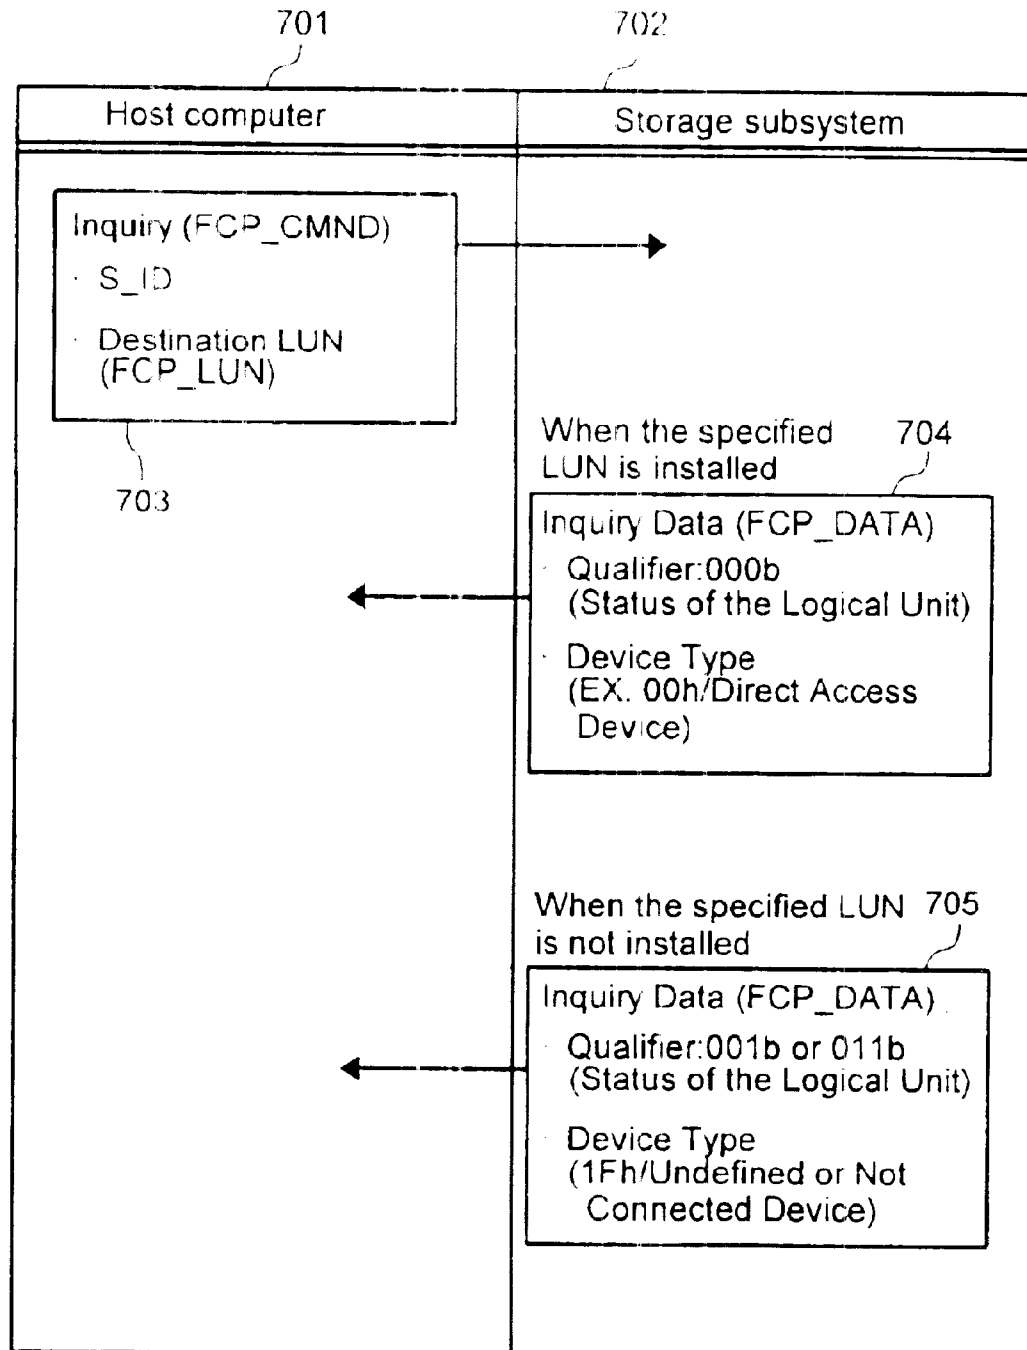 701
702
Host computer
Storage subsystem
Inquiry (FCP_CMND)
· S_ID
· Destination LUN
(FCP_LUN)
703
When the specified
LUN is installed
704
Inquiry Data (FCP_DATA)
· Qualifier:000b
(Status of the Logical Unit)
· Device Type
(EX. 00h/Direct Access
Device)
When the specified LUN
is not installed
705
Inquiry Data (FCP_DATA)
· Qualifier:001b or 011b
(Status of the Logical Unit)
· Device Type
(1Fh/Undefined or Not
Connected Device)